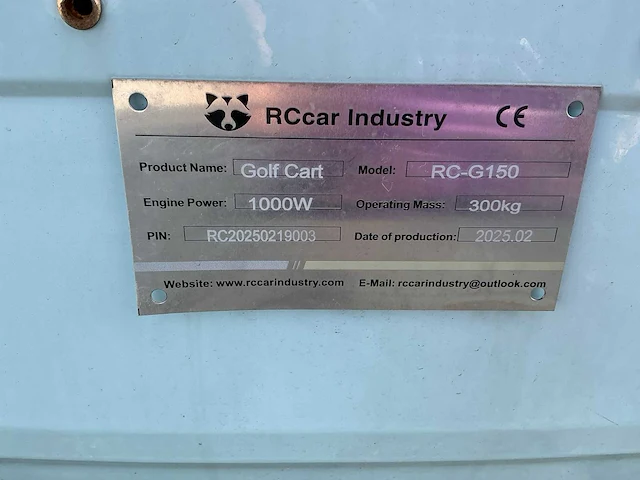 RCcar Industry CE
Product Name: Golf Cart Model: RC-G150
Engine Power: 1000W Operating Mass: 300kg
PIN: RC20250219003 Date of production: 2025.02
Website: www.rccarindustry.com E-Mail: rccarindustry@outlook.com